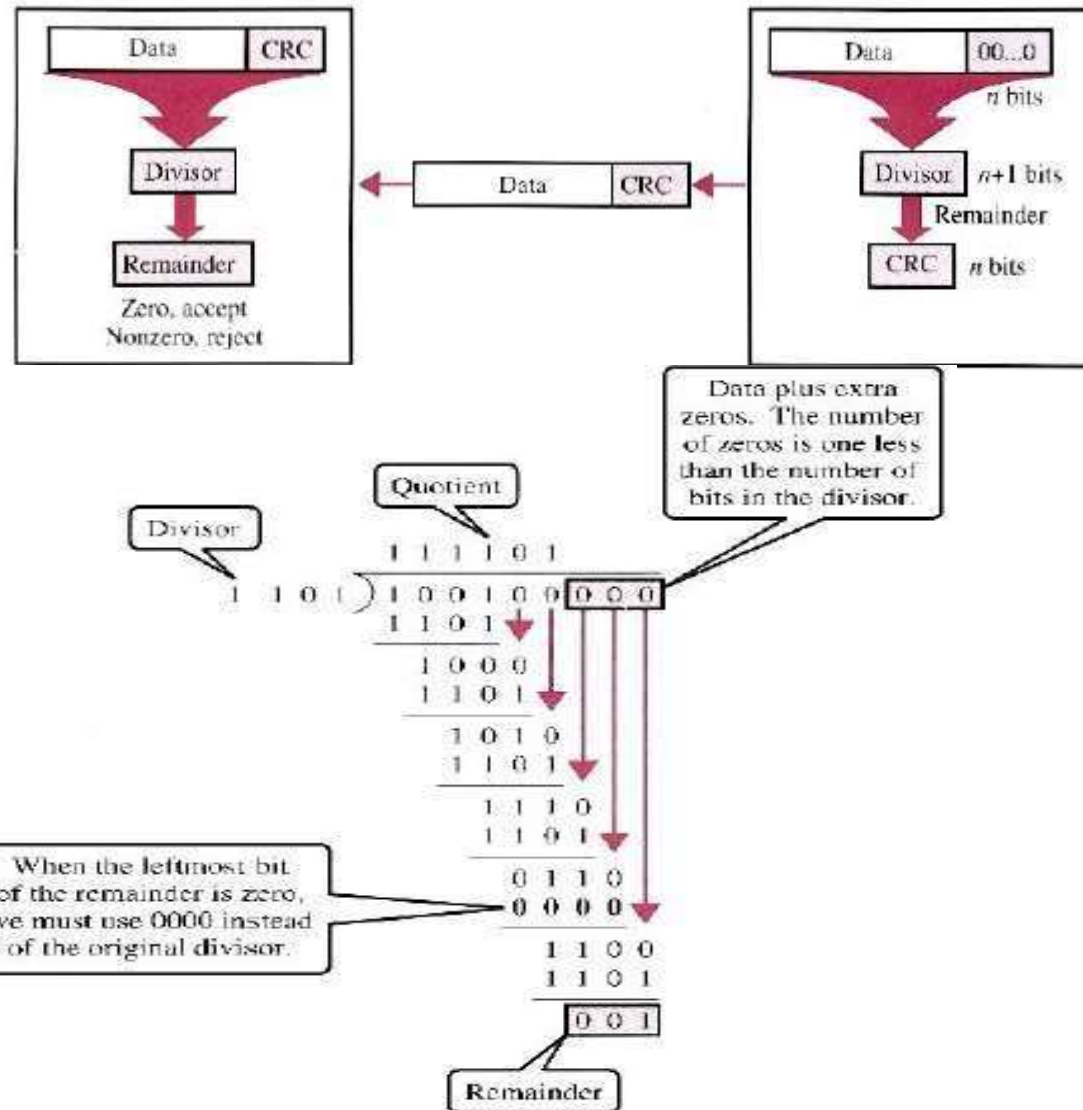 Data CRC
Divisor
Remainder
Zero, accept
Nonzero, reject
Data CRC
Data 00...0
n bits
Divisor n+1 bits
Remainder
CRC n bits
Data plus extra
zeros. The number
of zeros is one less
than the number of
bits in the divisor.
Quotient
Divisor
1 1 1 1 0 1
1 1 0 1 ) 1 0 0 1 0 0 0 0 0
1 1 0 1
1 0 0 0
1 1 0 1
1 0 1 0
1 1 0 1
1 1 1 0
1 1 0 1
When the leftmost bit
of the remainder is zero,
we must use 0000 instead
of the original divisor.
0 1 1 0
0 0 0 0
1 1 0 0
1 1 0 1
0 0 1
Remainder